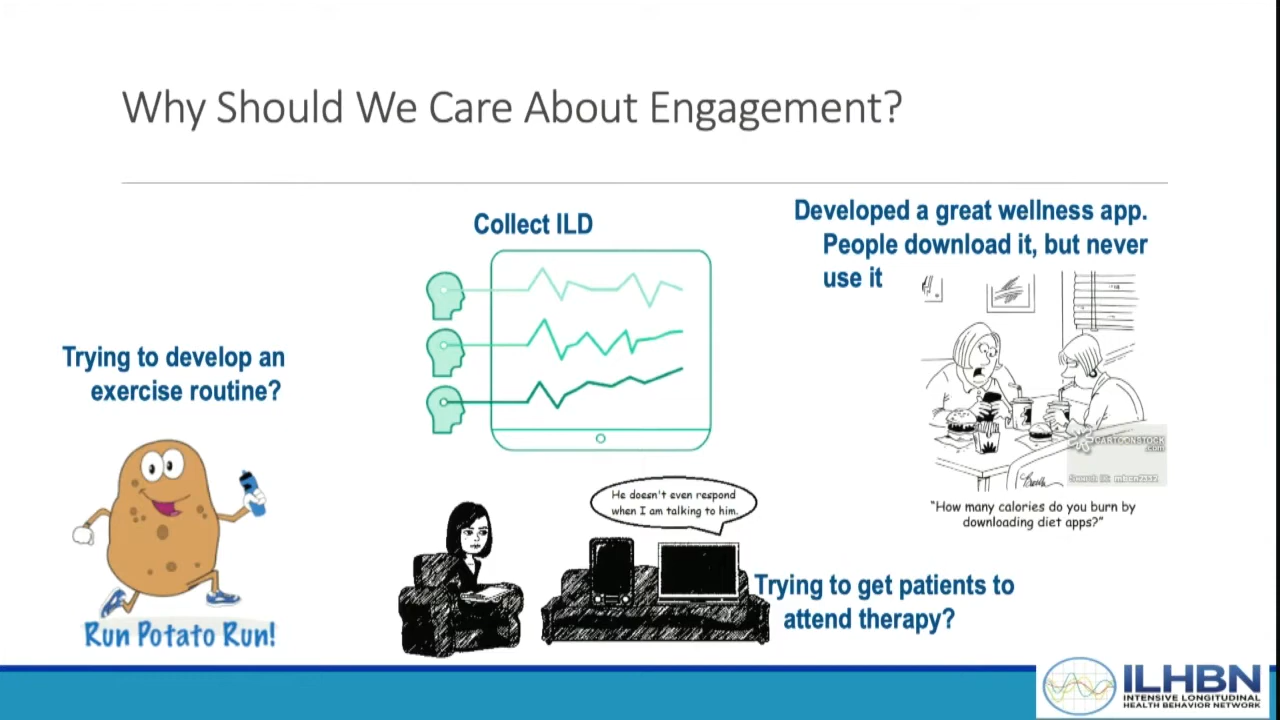 Why Should We Care About Engagement?
Collect ILD
Developed a great wellness app.
People download it, but never
use it
Trying to develop an
exercise routine?
Run Potato Run!
He doesn't even respond
when I am talking to him.
CARTOONSTOCK
.com
Search ID: mbcn2332
"How many calories do you burn by
downloading diet apps?"
Trying to get patients to
attend therapy?
ILHBN
INTENSIVE LONGITUDINAL
HEALTH BEHAVIOR NETWORK